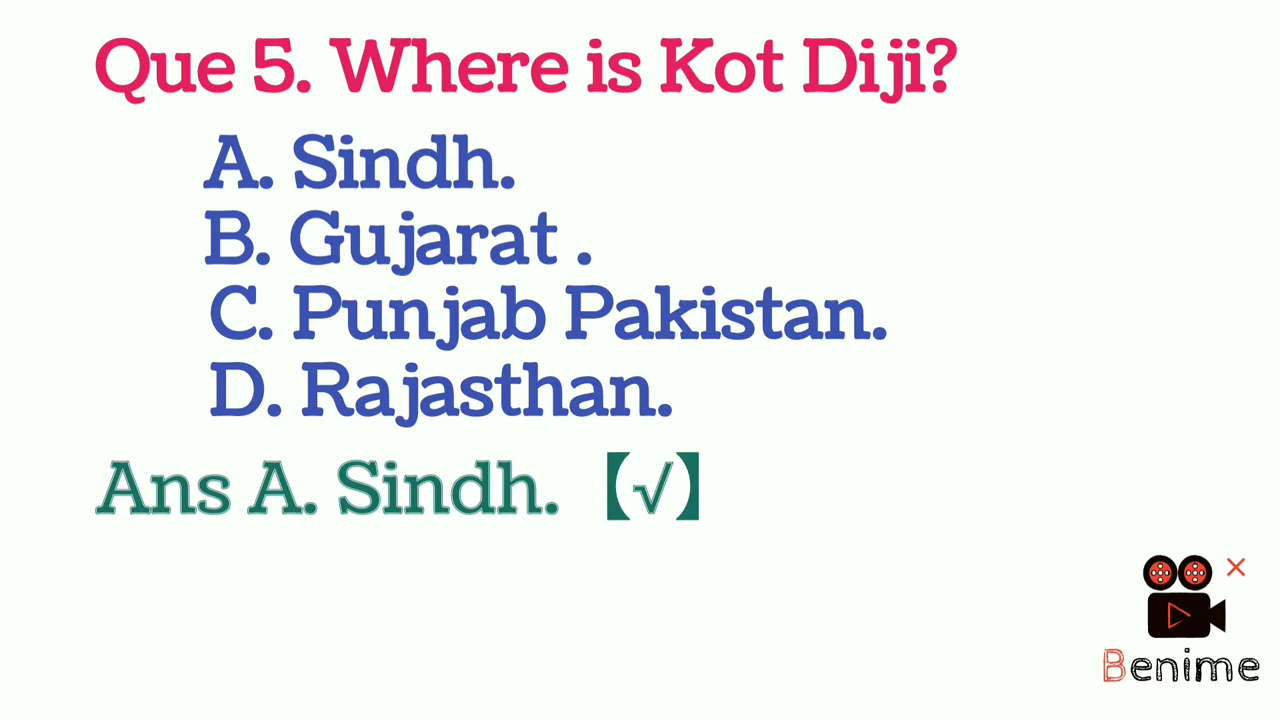 Que 5. Where is Kot Diji?
A. Sindh.
B. Gujarat .
C. Punjab Pakistan.
D. Rajasthan.
Ans A. Sindh. 【√】
Benime